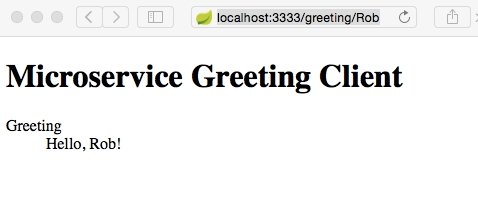 localhost:3333/greeting/Rob
Microservice Greeting Client
Greeting
Hello, Rob!